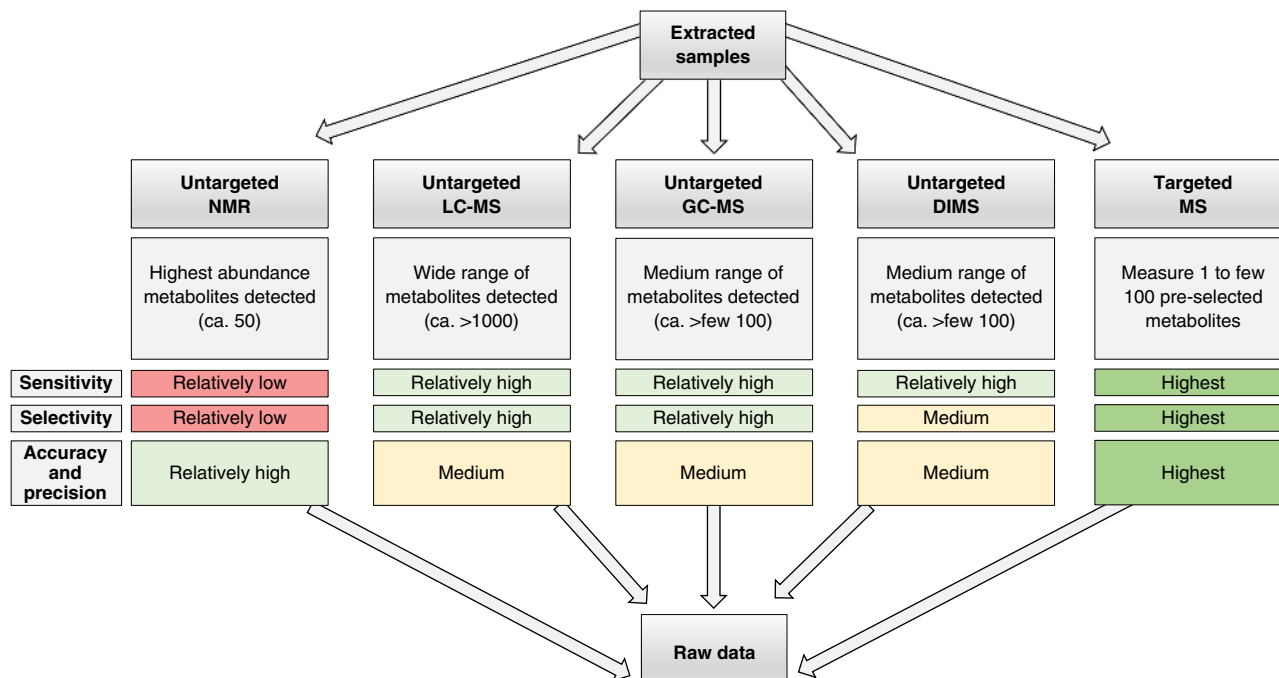 Extracted
samples
Untargeted
NMR
Untargeted
LC-MS
Untargeted
GC-MS
Untargeted
DIMS
Targeted
MS
Highest abundance
metabolites detected
(ca. 50)
Wide range of
metabolites detected
(ca. >1000)
Medium range of
metabolites detected
(ca. >few 100)
Medium range of
metabolites detected
(ca. >few 100)
Measure 1 to few
100 pre-selected
metabolites
Sensitivity
Relatively low
Relatively high
Relatively high
Relatively high
Highest
Selectivity
Relatively low
Relatively high
Relatively high
Medium
Highest
Accuracy
and
precision
Relatively high
Medium
Medium
Medium
Highest
Raw data